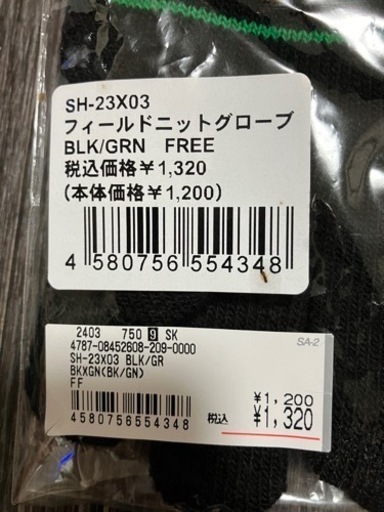 SH-23X03
フィールドニットグローブ
BLK/GRN FREE
税込価格¥1,320
(本体価格¥1,200)
4 580756 554348
2403 750 9 SK
4787-08452608-209-0000
SH-23X03 BLK/GR
BKXGN(BK/GN)
FF
4580756554348
SA-2
¥1,200
税込 ¥1,320